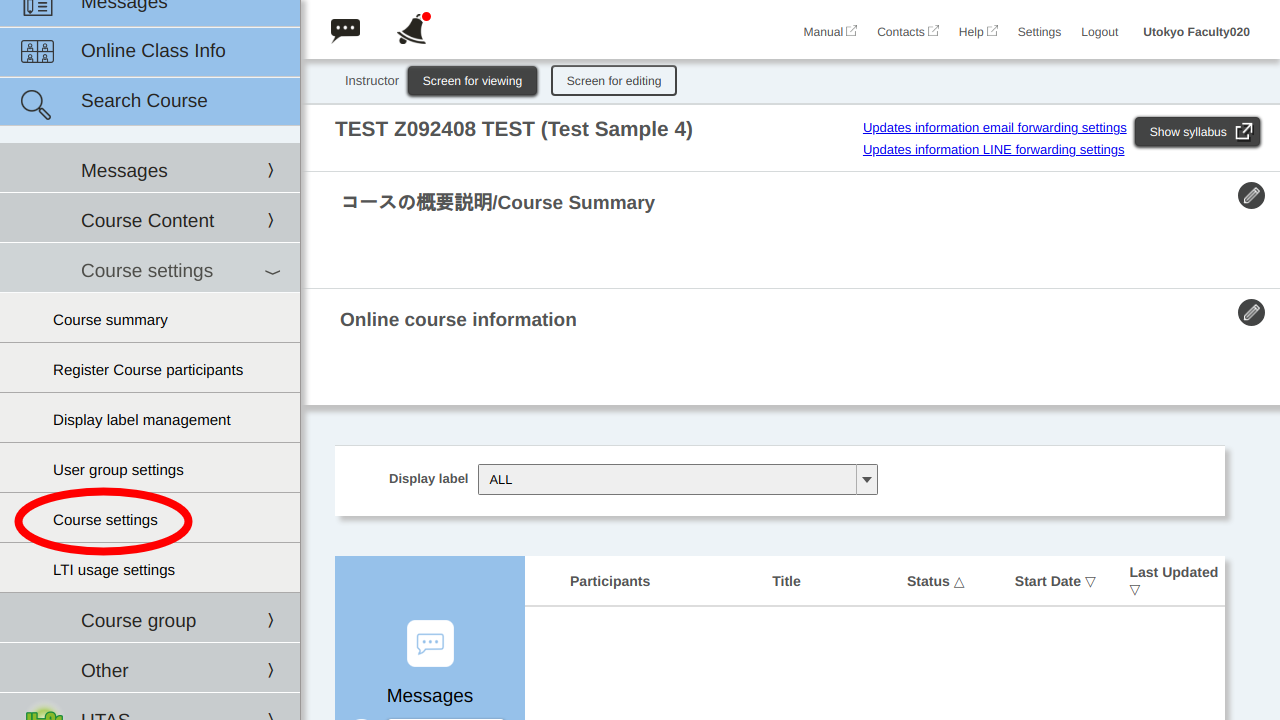 Messages
Online Class Info
Search Course
Messages
Course Content
Course settings
Course summary
Register Course participants
Display label management
User group settings
Course settings
LTI usage settings
Course group
Other
UTAS
Manual
Contacts
Help
Settings
Logout
Utokyo Faculty020
Instructor
Screen for viewing
Screen for editing
TEST Z092408 TEST (Test Sample 4)
Updates information email forwarding settings
Updates information LINE forwarding settings
Show syllabus
コースの概要説明/Course Summary
Online course information
Display label
ALL
Participants
Title
Status △
Start Date ▽
Last Updated
▽
Messages